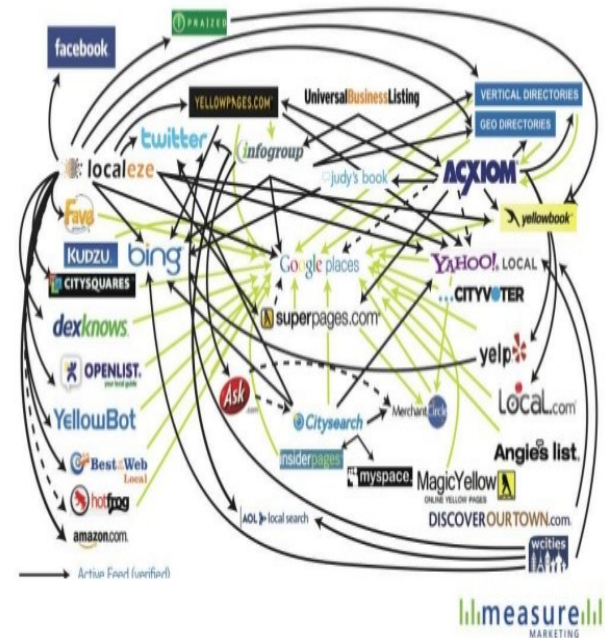 facebook
PRAIZED
YELLOWPAGES.COM
UniversalBusinessListing
VERTICAL DIRECTORIES
GEO DIRECTORIES
twitter
infogroup
localeze
judy's book
ACXIOM
Fave
yellowbook
KUDZU
bing
Google places
YAHOO! LOCAL
CITYSQUARES
CITYVOTER
superpages.com
dexknows
yelp
OPENLIST
your local guide
Ask
.com
Citysearch
MerchantCircle
Local.com
YellowBot
Angie's list
insiderpages
Best of the Web
Local
myspace
MagicYellow
ONLINE YELLOW PAGES
hotfrog
AOL local search
DISCOVEROURTOWN.com
amazon.com
wcities
Active Feed (verified)
measure
MARKETING